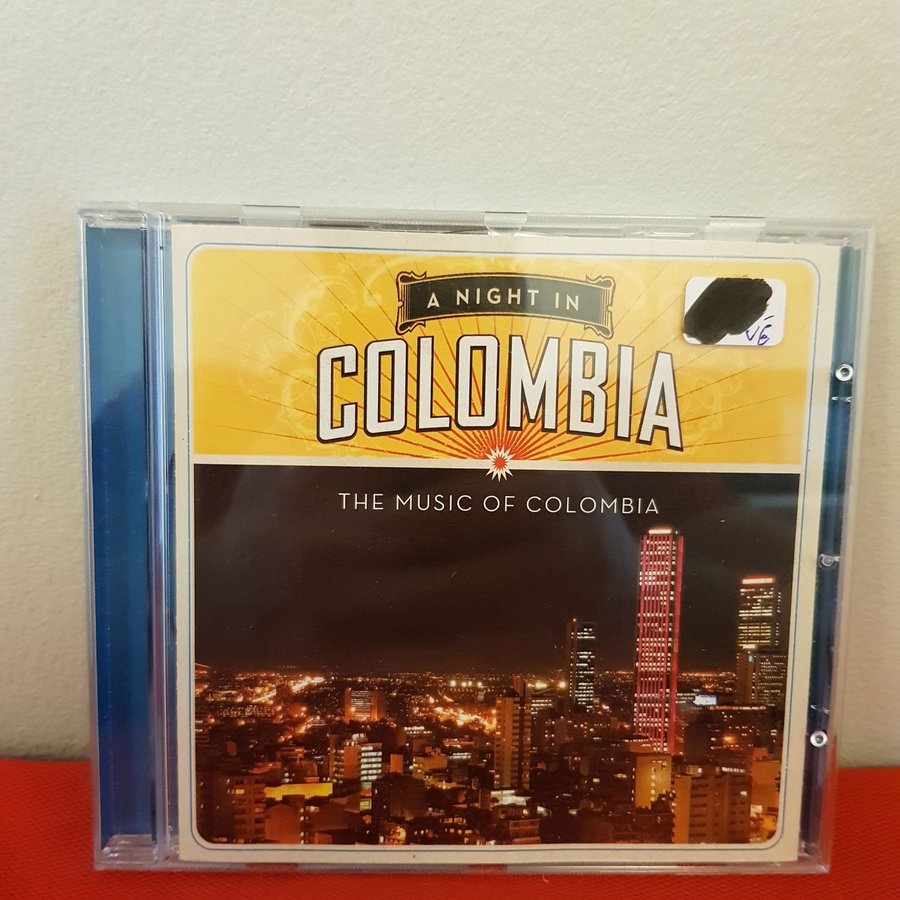 A NIGHT IN
COLOMBIA
THE MUSIC OF COLOMBIA